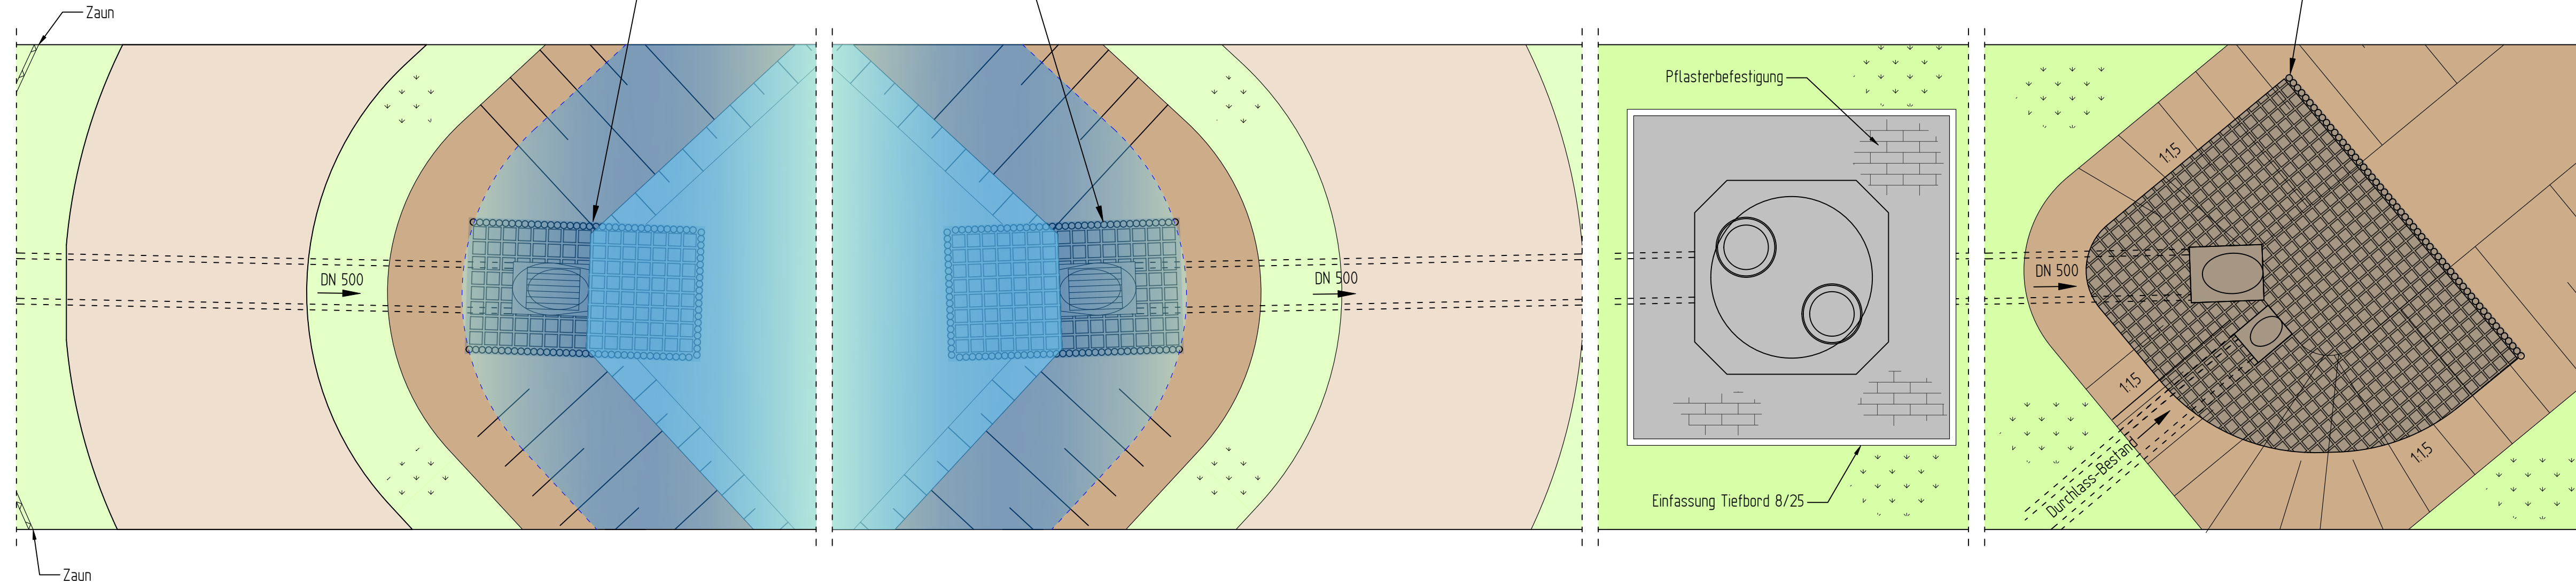 Zaun
DN 500
Zaun
DN 500
Pflasterbefestigung
Einfassung Tiefbord 8/25
DN 500
1:1,5
1:1,5
1:1,5
Durchlass-Bestand